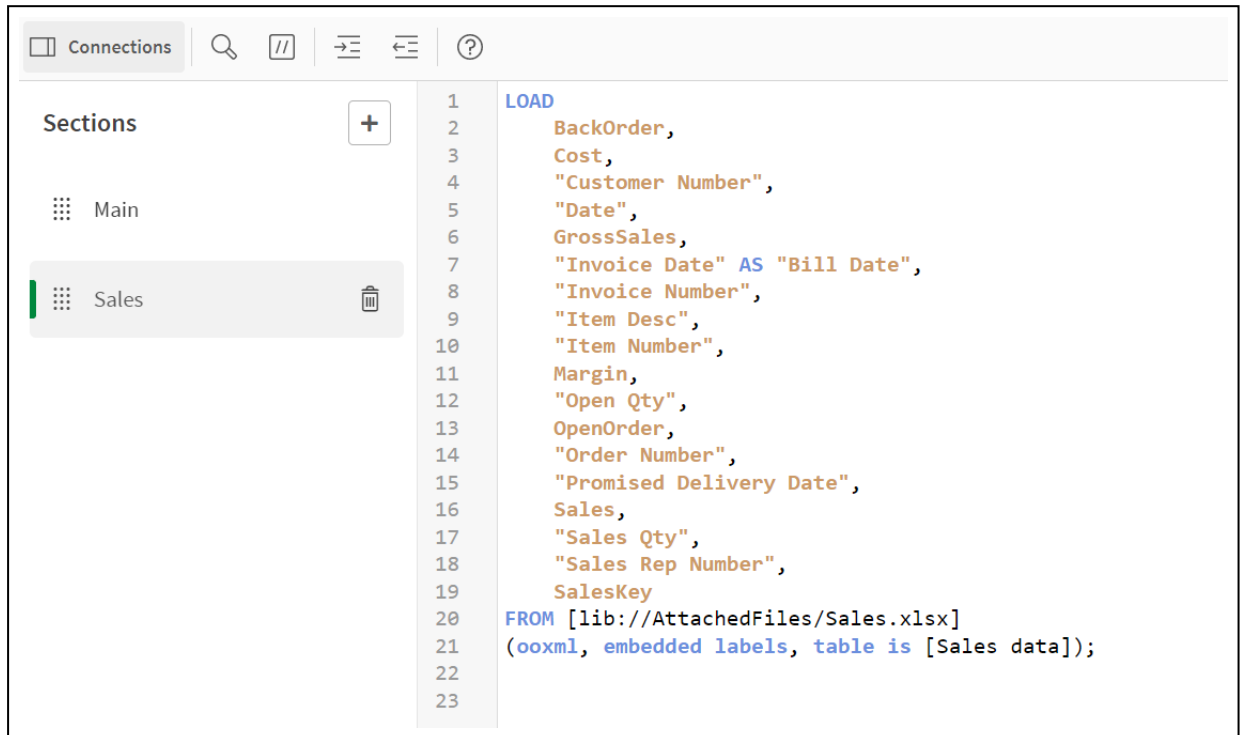 Connections
Sections
+
Main
Sales
1 LOAD
2 BackOrder,
3 Cost,
4 "Customer Number",
5 "Date",
6 GrossSales,
7 "Invoice Date" AS "Bill Date",
8 "Invoice Number",
9 "Item Desc",
10 "Item Number",
11 Margin,
12 "Open Qty",
13 OpenOrder,
14 "Order Number",
15 "Promised Delivery Date",
16 Sales,
17 "Sales Qty",
18 "Sales Rep Number",
19 SalesKey
20 FROM [lib://AttachedFiles/Sales.xlsx]
21 (ooxml, embedded labels, table is [Sales data]);
22
23